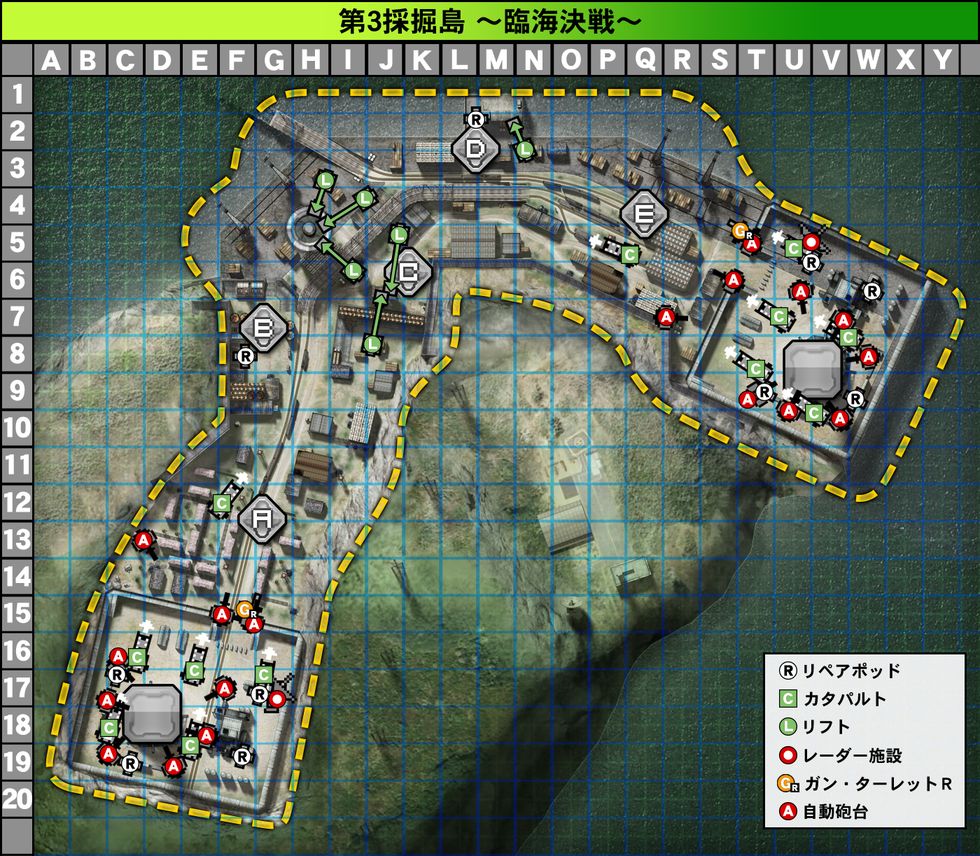 第3採掘島 ～臨海決戦～
A B C D E F G H I J K L M N O P Q R S T U V W X Y
1
2
R
D
L
3
L
4
L
E
5
L
G R
A
C
R
C
6
C
L
A
R
A
7
C
A
A
B
C
8
L
R
A
C
9
R
A
R
A
C
A
10
11
12
C
A
13
A
14
15
A
G R
A
16
A
C
C
C
R
17
A
R
A
18
C
A
C
19
A
R
A
R
20
R リペアポッド
C カタパルト
L リフト
レーダー施設
G R ガン・ターレットR
A 自動砲台